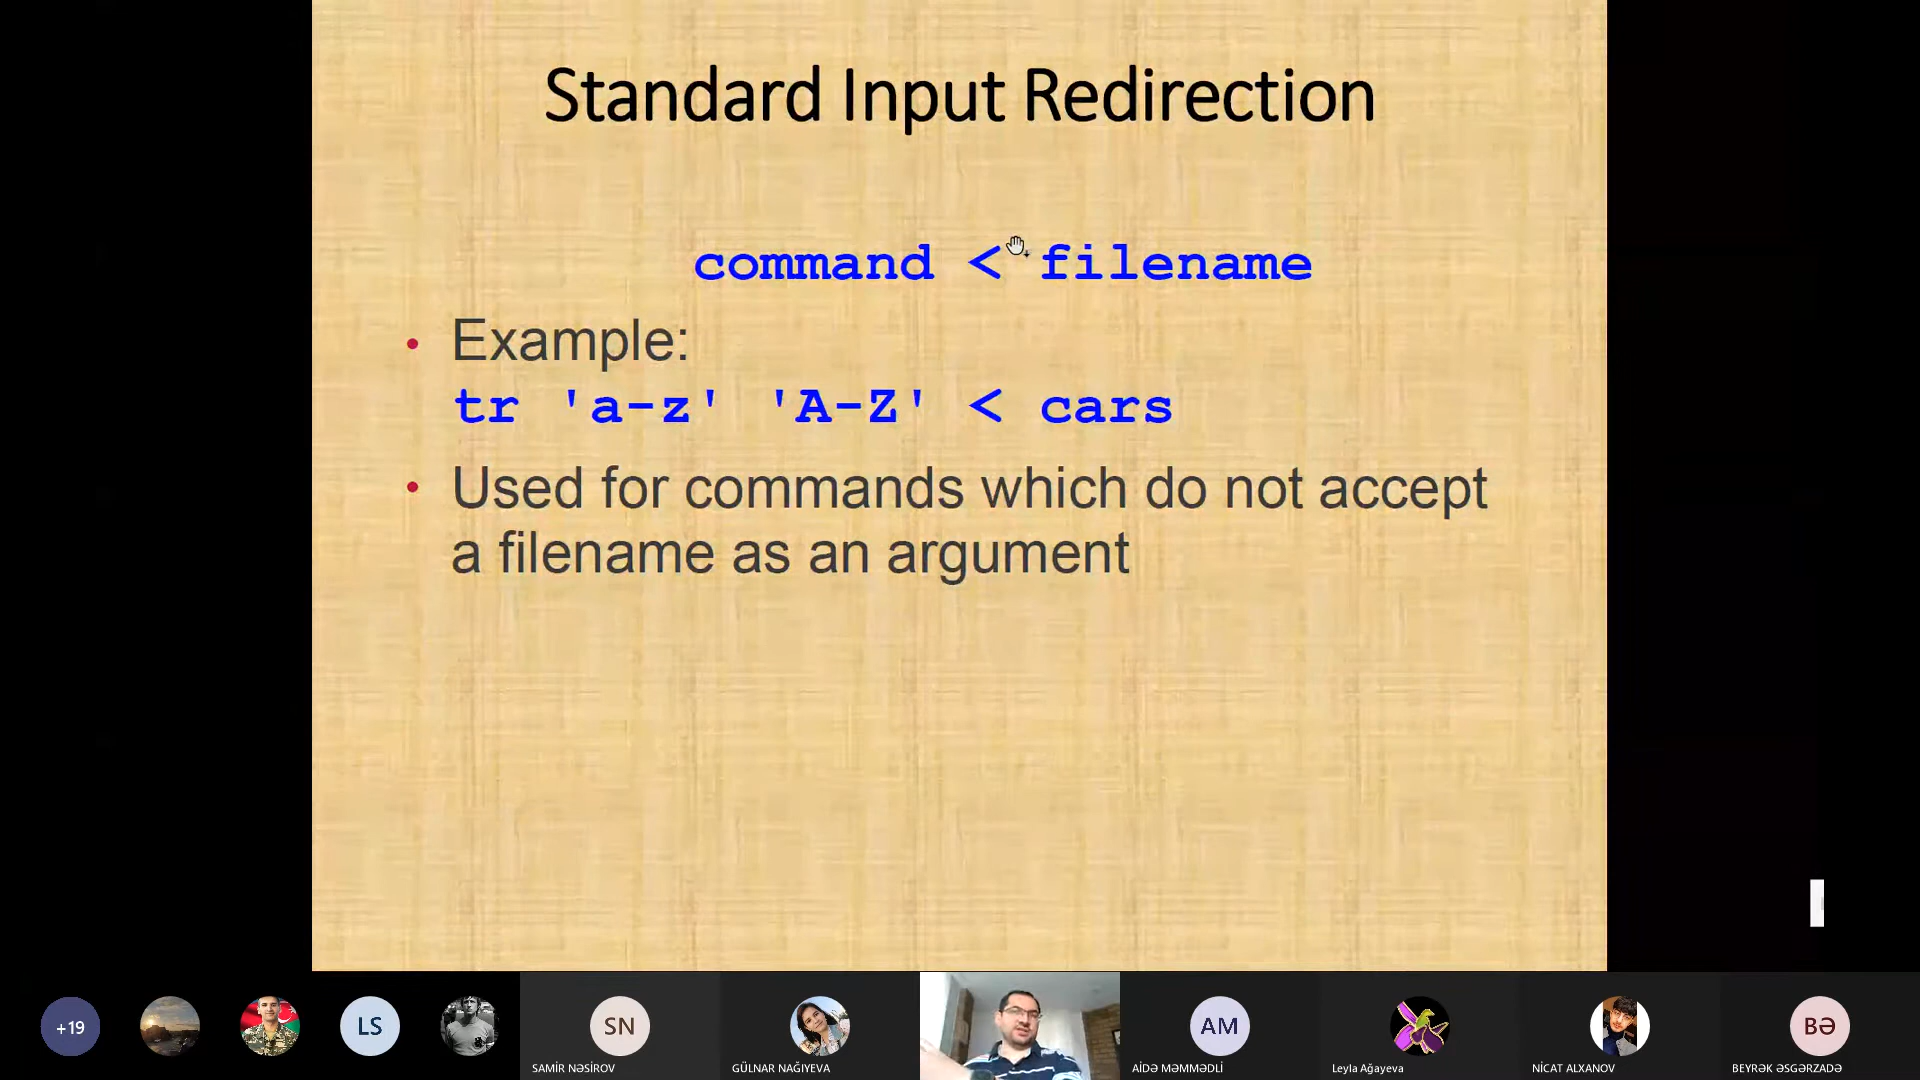 Standard Input Redirection
command < filename
• Example:
tr 'a-z' 'A-Z' < cars
• Used for commands which do not accept
a filename as an argument
+19
LS
SN
AM
BƏ
SAMİR NƏSİROV
GÜLNAR NAĞIYEVA
AİDƏ MƏMMƏDLİ
Leyla Ağayeva
NİCAT ALXANOV
BEYRƏK ƏSGƏRZADƏ